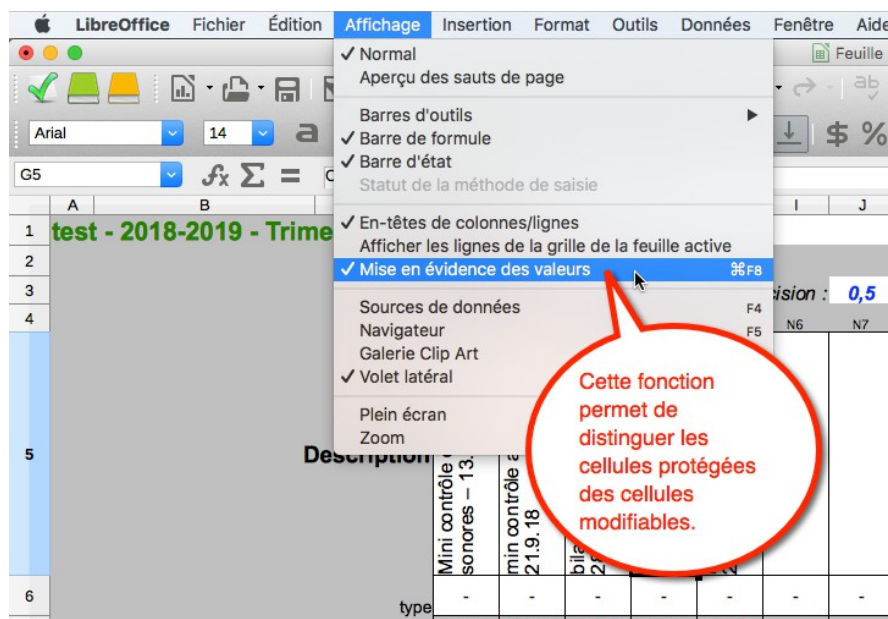 LibreOffice Fichier Édition Affichage Insertion Format Outils Données Fenêtre Aide
Feuille
✓ Normal
Aperçu des sauts de page
Barres d'outils
✓ Barre de formule
✓ Barre d'état
Statut de la méthode de saisie
✓ En-têtes de colonnes/lignes
Afficher les lignes de la grille de la feuille active
✓ Mise en évidence des valeurs ⌘F8
Sources de données F4
Navigateur F5
Galerie Clip Art
✓ Volet latéral
Plein écran
Zoom
Arial 14 a $ %
G5 fx Σ =
A B I J
1 test - 2018-2019 - Trime
2
3 cision : 0,5
4 N6 N7
5 Description
Mini contrôle
sonores – 13.
min contrôle
21.9.18
6 type - - - - - - -
Cette fonction
permet de
distinguer les
cellules protégées
des cellules
modifiables.